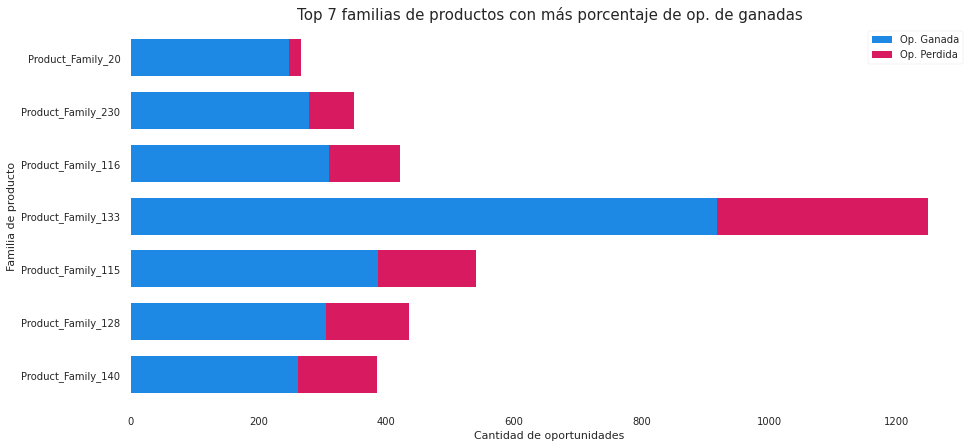 Top 7 familias de productos con más porcentaje de op. de ganadas
Op. Ganada
Op. Perdida
Familia de producto
Product_Family_20
Product_Family_230
Product_Family_116
Product_Family_133
Product_Family_115
Product_Family_128
Product_Family_140
0 200 400 600 800 1000 1200
Cantidad de oportunidades